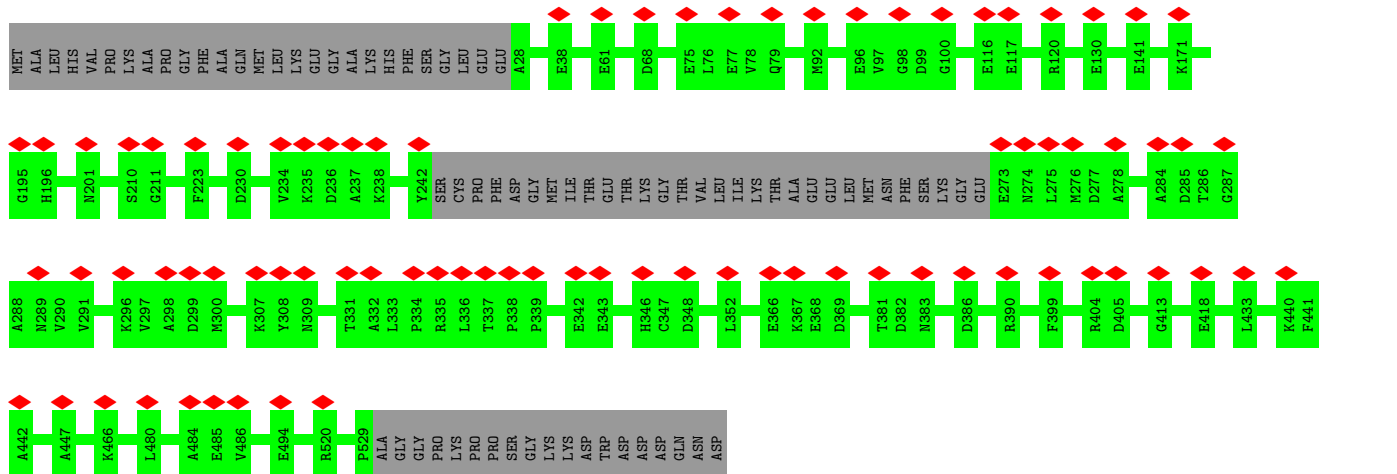 MET ALA LEU HIS VAL PRO LYS ALA PRO GLY PHE ALA GLN MET LEU LYS GLU GLY ALA LYS HIS PHE SER GLY LEU GLU GLU A28 E38 E61 D68 E75 L76 E77 V78 Q79 M92 E96 V97 G98 D99 G100 E116 E117 R120 E130 E141 K171
G195 H196 N201 S210 G211 F223 D230 V234 K235 D236 A237 K238 Y242 SER CYS PRO PHE ASP GLY MET ILE THR GLU THR LYS GLY THR VAL LEU ILE LYS THR ALA GLU GLU LEU MET ASN PHE SER LYS GLY GLU E273 N274 L275 M276 D277 A278 A284 D285 T286 G287
A288 N289 V290 V291 K296 V297 A298 D299 M300 K307 Y308 N309 T331 A332 L333 P334 R335 L336 T337 P338 P339 E342 E343 H346 C347 D348 L352 E366 K367 E368 D369 T381 D382 N383 D386 R390 F399 R404 D405 G413 E418 L433 K440 F441
A442 A447 K466 L480 A484 E485 V486 E494 R520 P529 ALA GLY GLY PRO LYS PRO PRO SER GLY LYS LYS ASP TRP ASP ASP ASP GLN ASN ASP